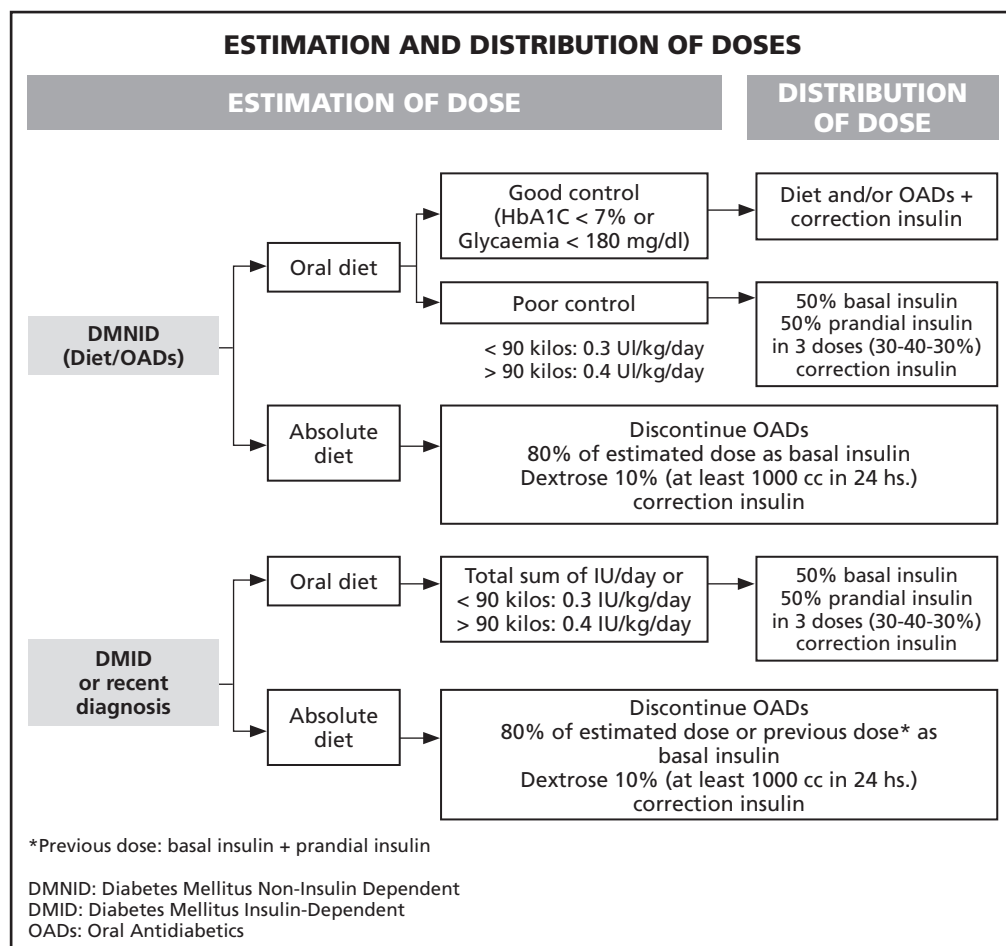 ESTIMATION AND DISTRIBUTION OF DOSES
ESTIMATION OF DOSE
DISTRIBUTION
OF DOSE
DMNID
(Diet/OADs)
Oral diet
Good control
(HbA1C < 7% or
Glycaemia < 180 mg/dl)
Diet and/or OADs +
correction insulin
Poor control
< 90 kilos: 0.3 Ul/kg/day
> 90 kilos: 0.4 Ul/kg/day
50% basal insulin
50% prandial insulin
in 3 doses (30-40-30%)
correction insulin
Absolute
diet
Discontinue OADs
80% of estimated dose as basal insulin
Dextrose 10% (at least 1000 cc in 24 hs.)
correction insulin
DMID
or recent
diagnosis
Oral diet
Total sum of IU/day or
< 90 kilos: 0.3 IU/kg/day
> 90 kilos: 0.4 IU/kg/day
50% basal insulin
50% prandial insulin
in 3 doses (30-40-30%)
correction insulin
Absolute
diet
Discontinue OADs
80% of estimated dose or previous dose* as
basal insulin
Dextrose 10% (at least 1000 cc in 24 hs.)
correction insulin
*Previous dose: basal insulin + prandial insulin
DMNID: Diabetes Mellitus Non-Insulin Dependent
DMID: Diabetes Mellitus Insulin-Dependent
OADs: Oral Antidiabetics